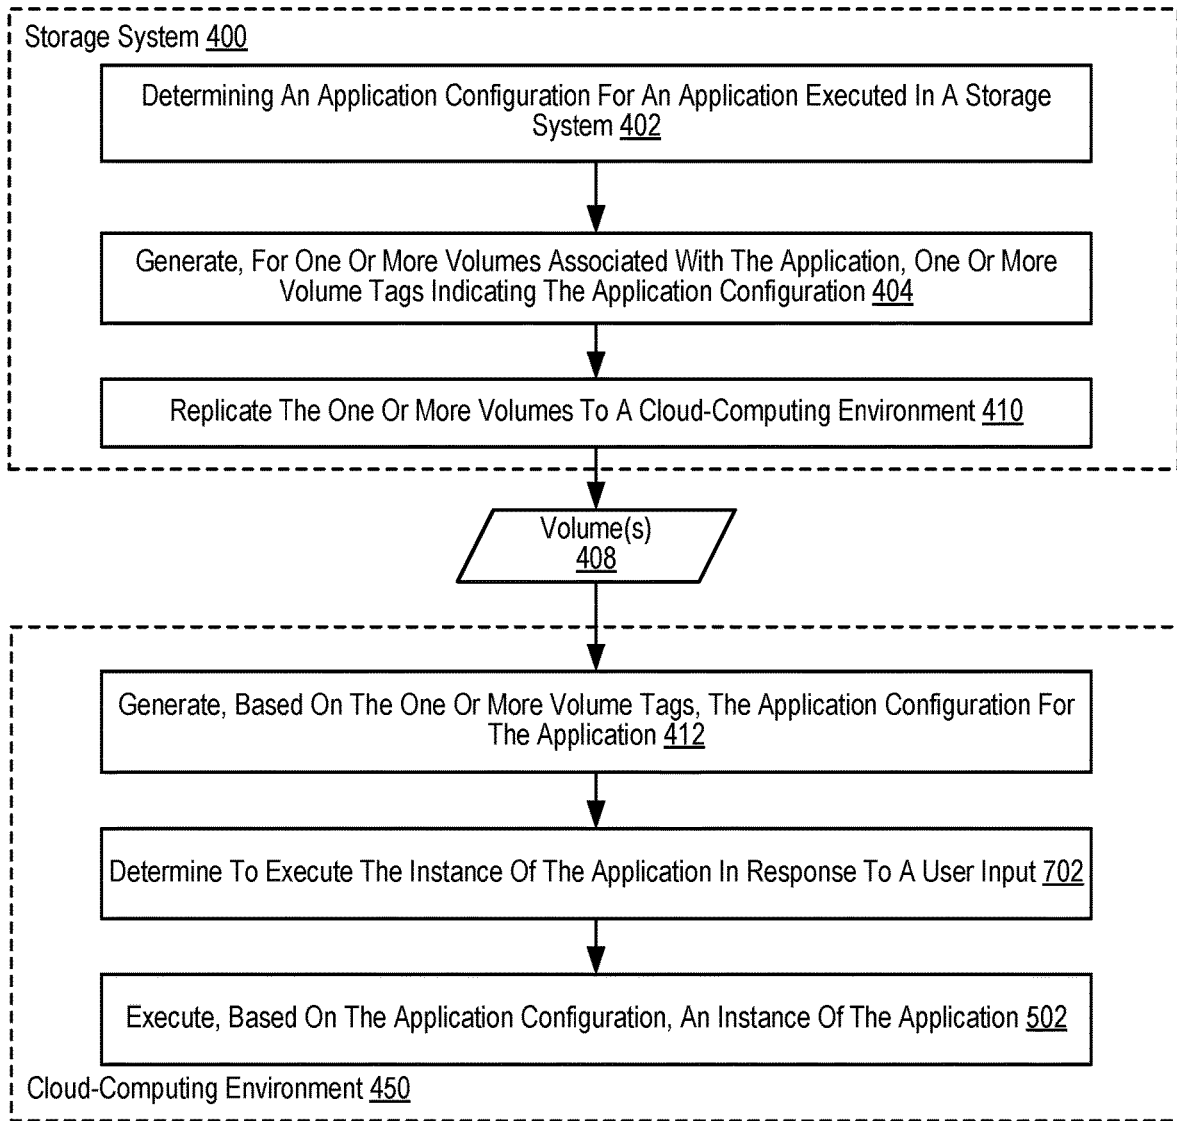 Storage System 400
Determining An Application Configuration For An Application Executed In A Storage
System 402
Generate, For One Or More Volumes Associated With The Application, One Or More
Volume Tags Indicating The Application Configuration 404
Replicate The One Or More Volumes To A Cloud-Computing Environment 410
Volume(s)
408
Generate, Based On The One Or More Volume Tags, The Application Configuration For
The Application 412
Determine To Execute The Instance Of The Application In Response To A User Input 702
Execute, Based On The Application Configuration, An Instance Of The Application 502
Cloud-Computing Environment 450